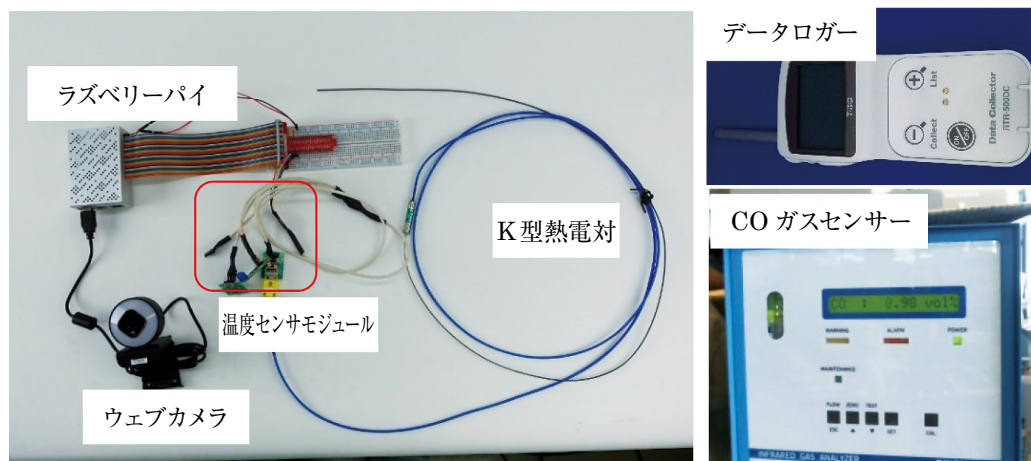 ラズベリーパイ
K型熱電対
温度センサモジュール
ウェブカメラ
データロガー
T&D
Collect
List
ON/OFF
Data Collector
RTR-500DC
CO ガスセンサー
CO : 0.98 vol%
WARNING
ALARM
POWER
MAINTENANCE
FLOW ZERO TEST
ESC ▲ ▼ SET CAL.
INFRARED GAS ANALYZER